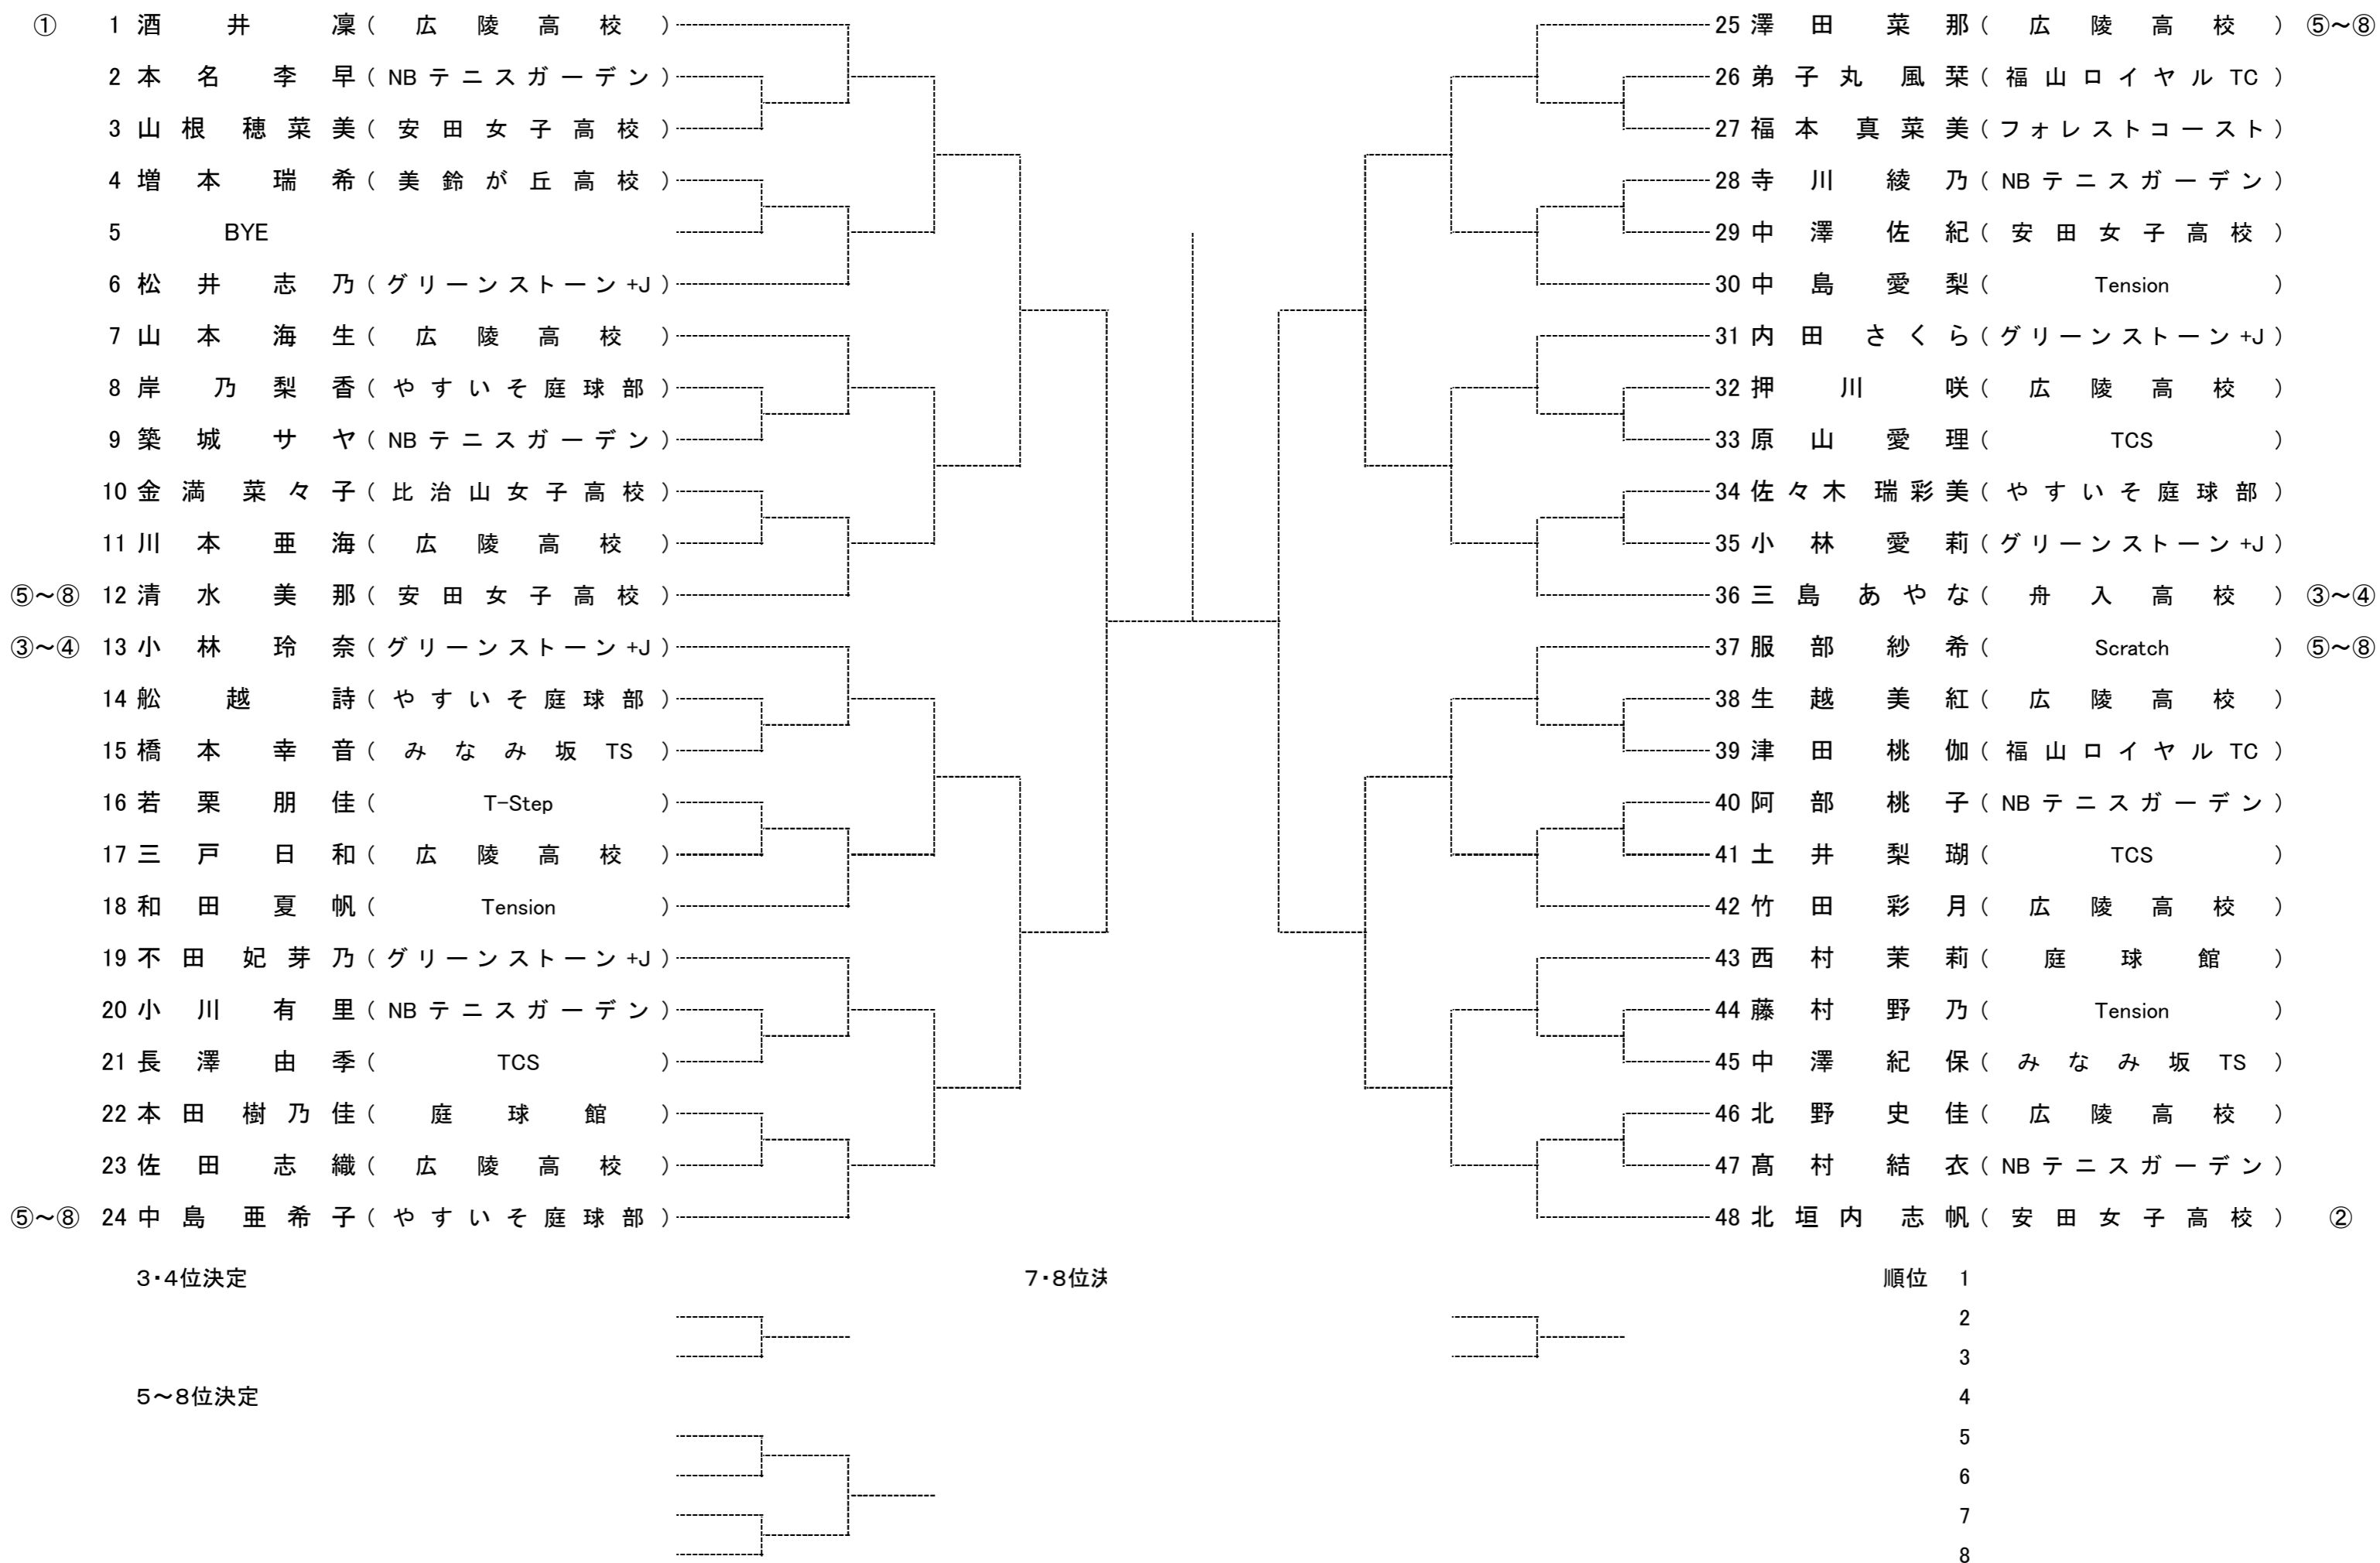 ① 1 酒井 凜 (広陵高校)
2 本名 李早 (NBテニスガーデン)
3 山根 穂菜美 (安田女子高校)
4 増本 瑞希 (美鈴が丘高校)
5 BYE
6 松井 志乃 (グリーンストーン+J)
7 山本 海生 (広陵高校)
8 岸 乃梨香 (やすいそ庭球部)
9 築城 サヤ (NBテニスガーデン)
10 金満 菜々子 (比治山女子高校)
11 川本 亜海 (広陵高校)
⑤～⑧ 12 清水 美那 (安田女子高校)
③～④ 13 小林 玲奈 (グリーンストーン+J)
14 舩越 詩 (やすいそ庭球部)
15 橋本 幸音 (みなみ坂TS)
16 若栗 朋佳 (T-Step)
17 三戸 日和 (広陵高校)
18 和田 夏帆 (Tension)
19 不田 妃芽乃 (グリーンストーン+J)
20 小川 有里 (NBテニスガーデン)
21 長澤 由季 (TCS)
22 本田 樹乃佳 (庭球館)
23 佐田 志織 (広陵高校)
⑤～⑧ 24 中島 亜希子 (やすいそ庭球部)
25 澤田 菜那 (広陵高校) ⑤～⑧
26 弟子丸 風栞 (福山ロイヤルTC)
27 福本 真菜美 (フォレストコースト)
28 寺川 綾乃 (NBテニスガーデン)
29 中澤 佐紀 (安田女子高校)
30 中島 愛梨 (Tension)
31 内田 さくら (グリーンストーン+J)
32 押川 咲 (広陵高校)
33 原山 愛理 (TCS)
34 佐々木 瑞彩美 (やすいそ庭球部)
35 小林 愛莉 (グリーンストーン+J)
36 三島 あやな (舟入高校) ③～④
37 服部 紗希 (Scratch) ⑤～⑧
38 生越 美紅 (広陵高校)
39 津田 桃伽 (福山ロイヤルTC)
40 阿部 桃子 (NBテニスガーデン)
41 土井 梨瑚 (TCS)
42 竹田 彩月 (広陵高校)
43 西村 茉莉 (庭球館)
44 藤村 野乃 (Tension)
45 中澤 紀保 (みなみ坂TS)
46 北野 史佳 (広陵高校)
47 髙村 結衣 (NBテニスガーデン)
48 北垣内 志帆 (安田女子高校) ②
3・4位決定
7・8位決
5～8位決定
順位 1
2
3
4
5
6
7
8